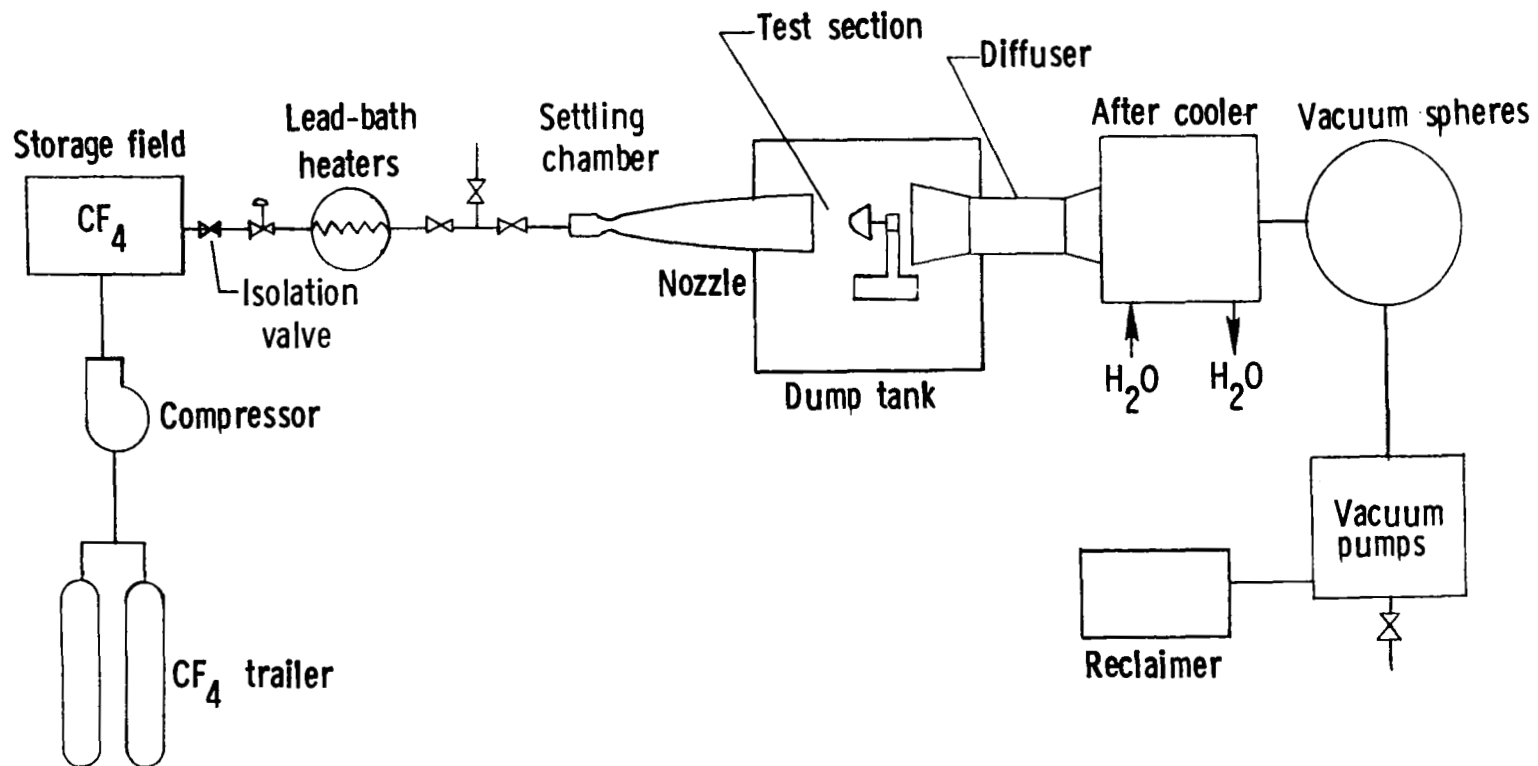 Test section
Diffuser
Lead-bath
heaters
Settling
chamber
After cooler
Vacuum spheres
Storage field
CF₄
Isolation
valve
Nozzle
Dump tank
H₂O
H₂O
Compressor
Vacuum
pumps
Reclaimer
CF₄ trailer